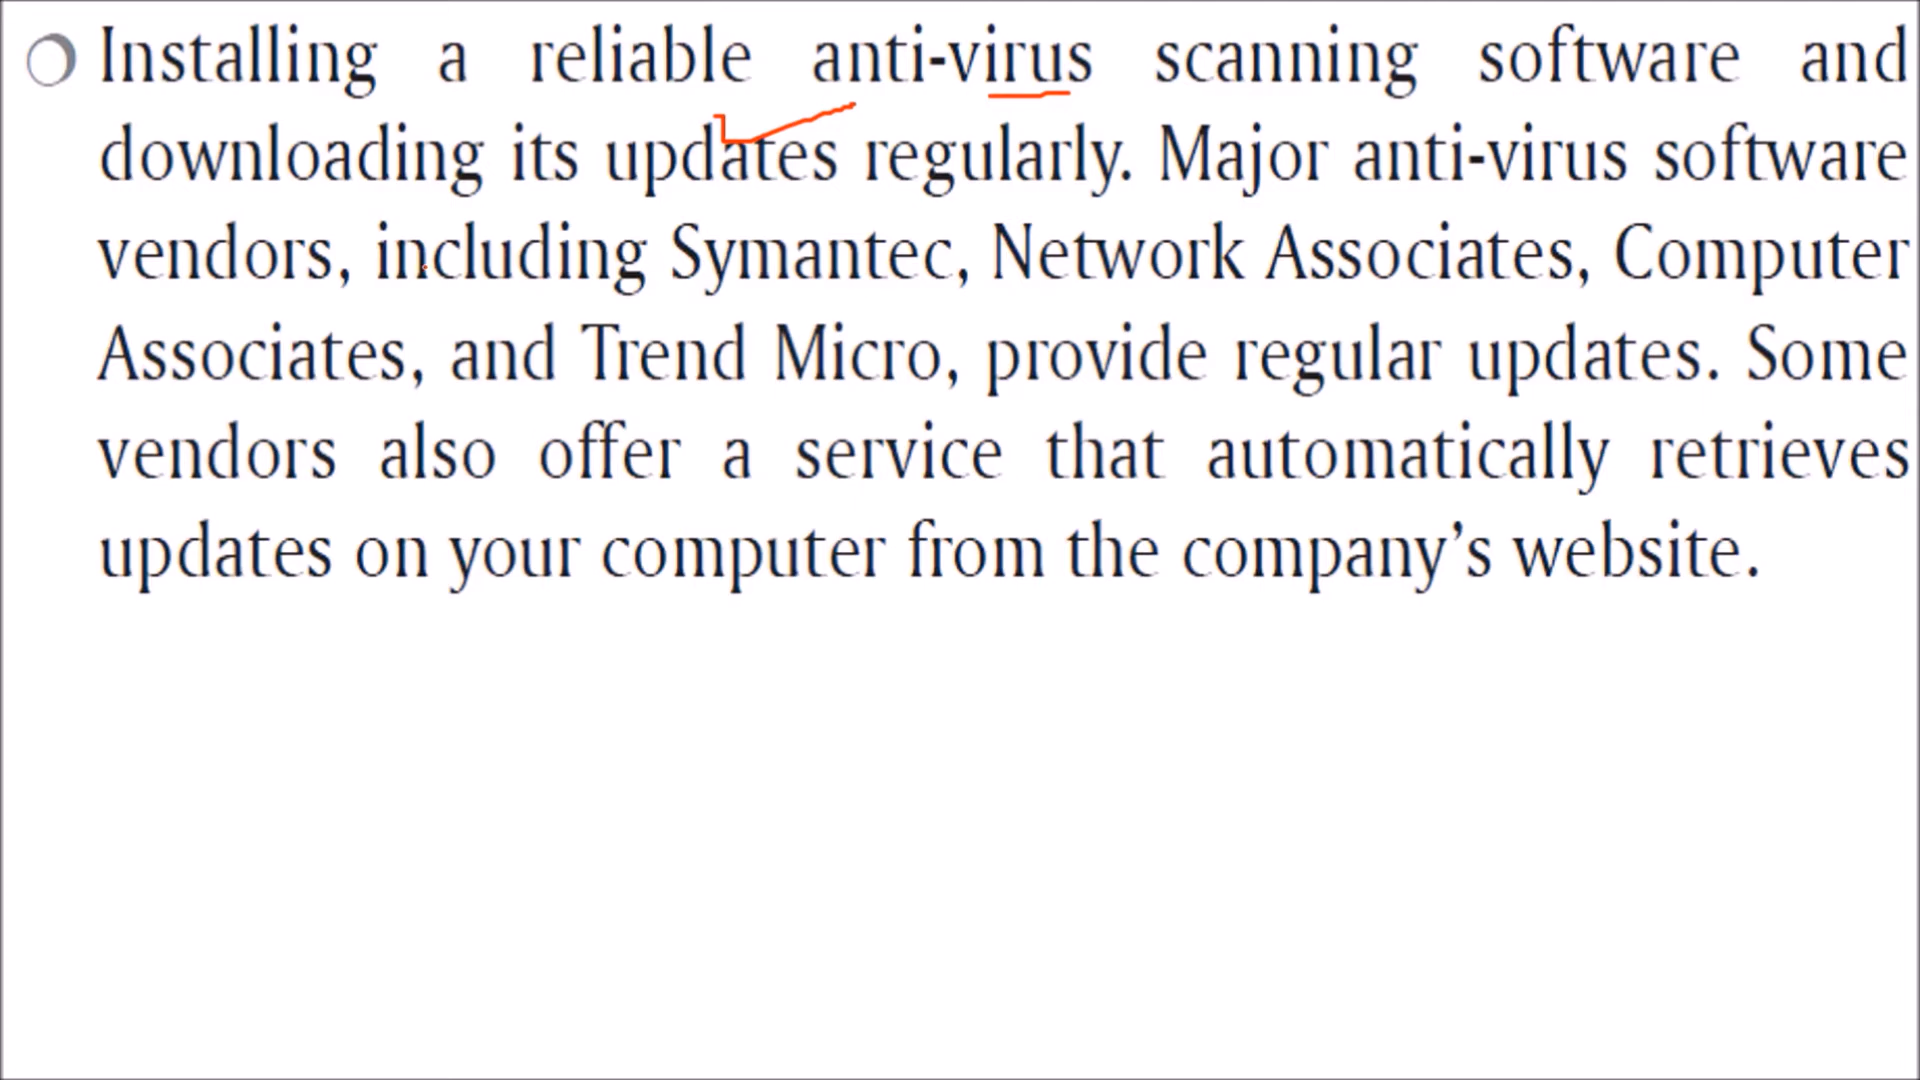 Installing a reliable anti-virus scanning software and
downloading its updates regularly. Major anti-virus software
vendors, including Symantec, Network Associates, Computer
Associates, and Trend Micro, provide regular updates. Some
vendors also offer a service that automatically retrieves
updates on your computer from the company’s website.